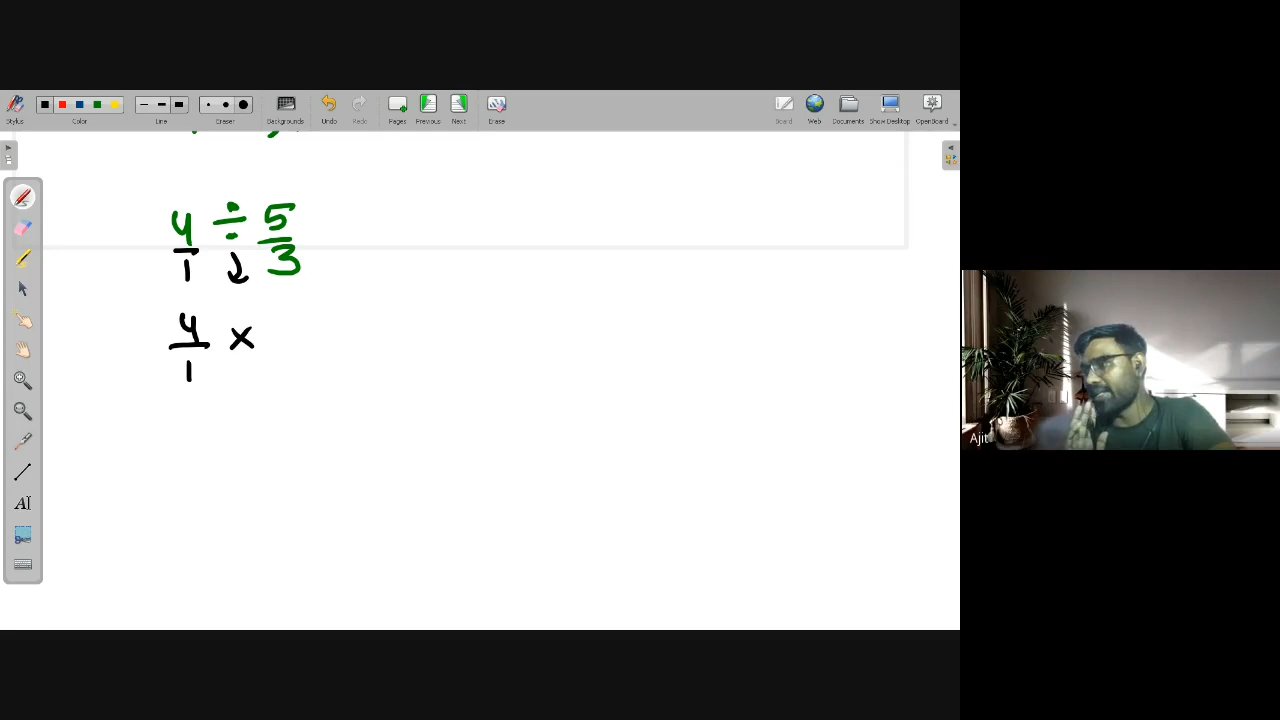 Stylus Color Line Eraser Backgrounds Undo Redo Pages Previous Next Erase Board Web Documents Show Desktop OpenBoard
4 ÷ 5
1 3
4 ×
1
AI
Ajit